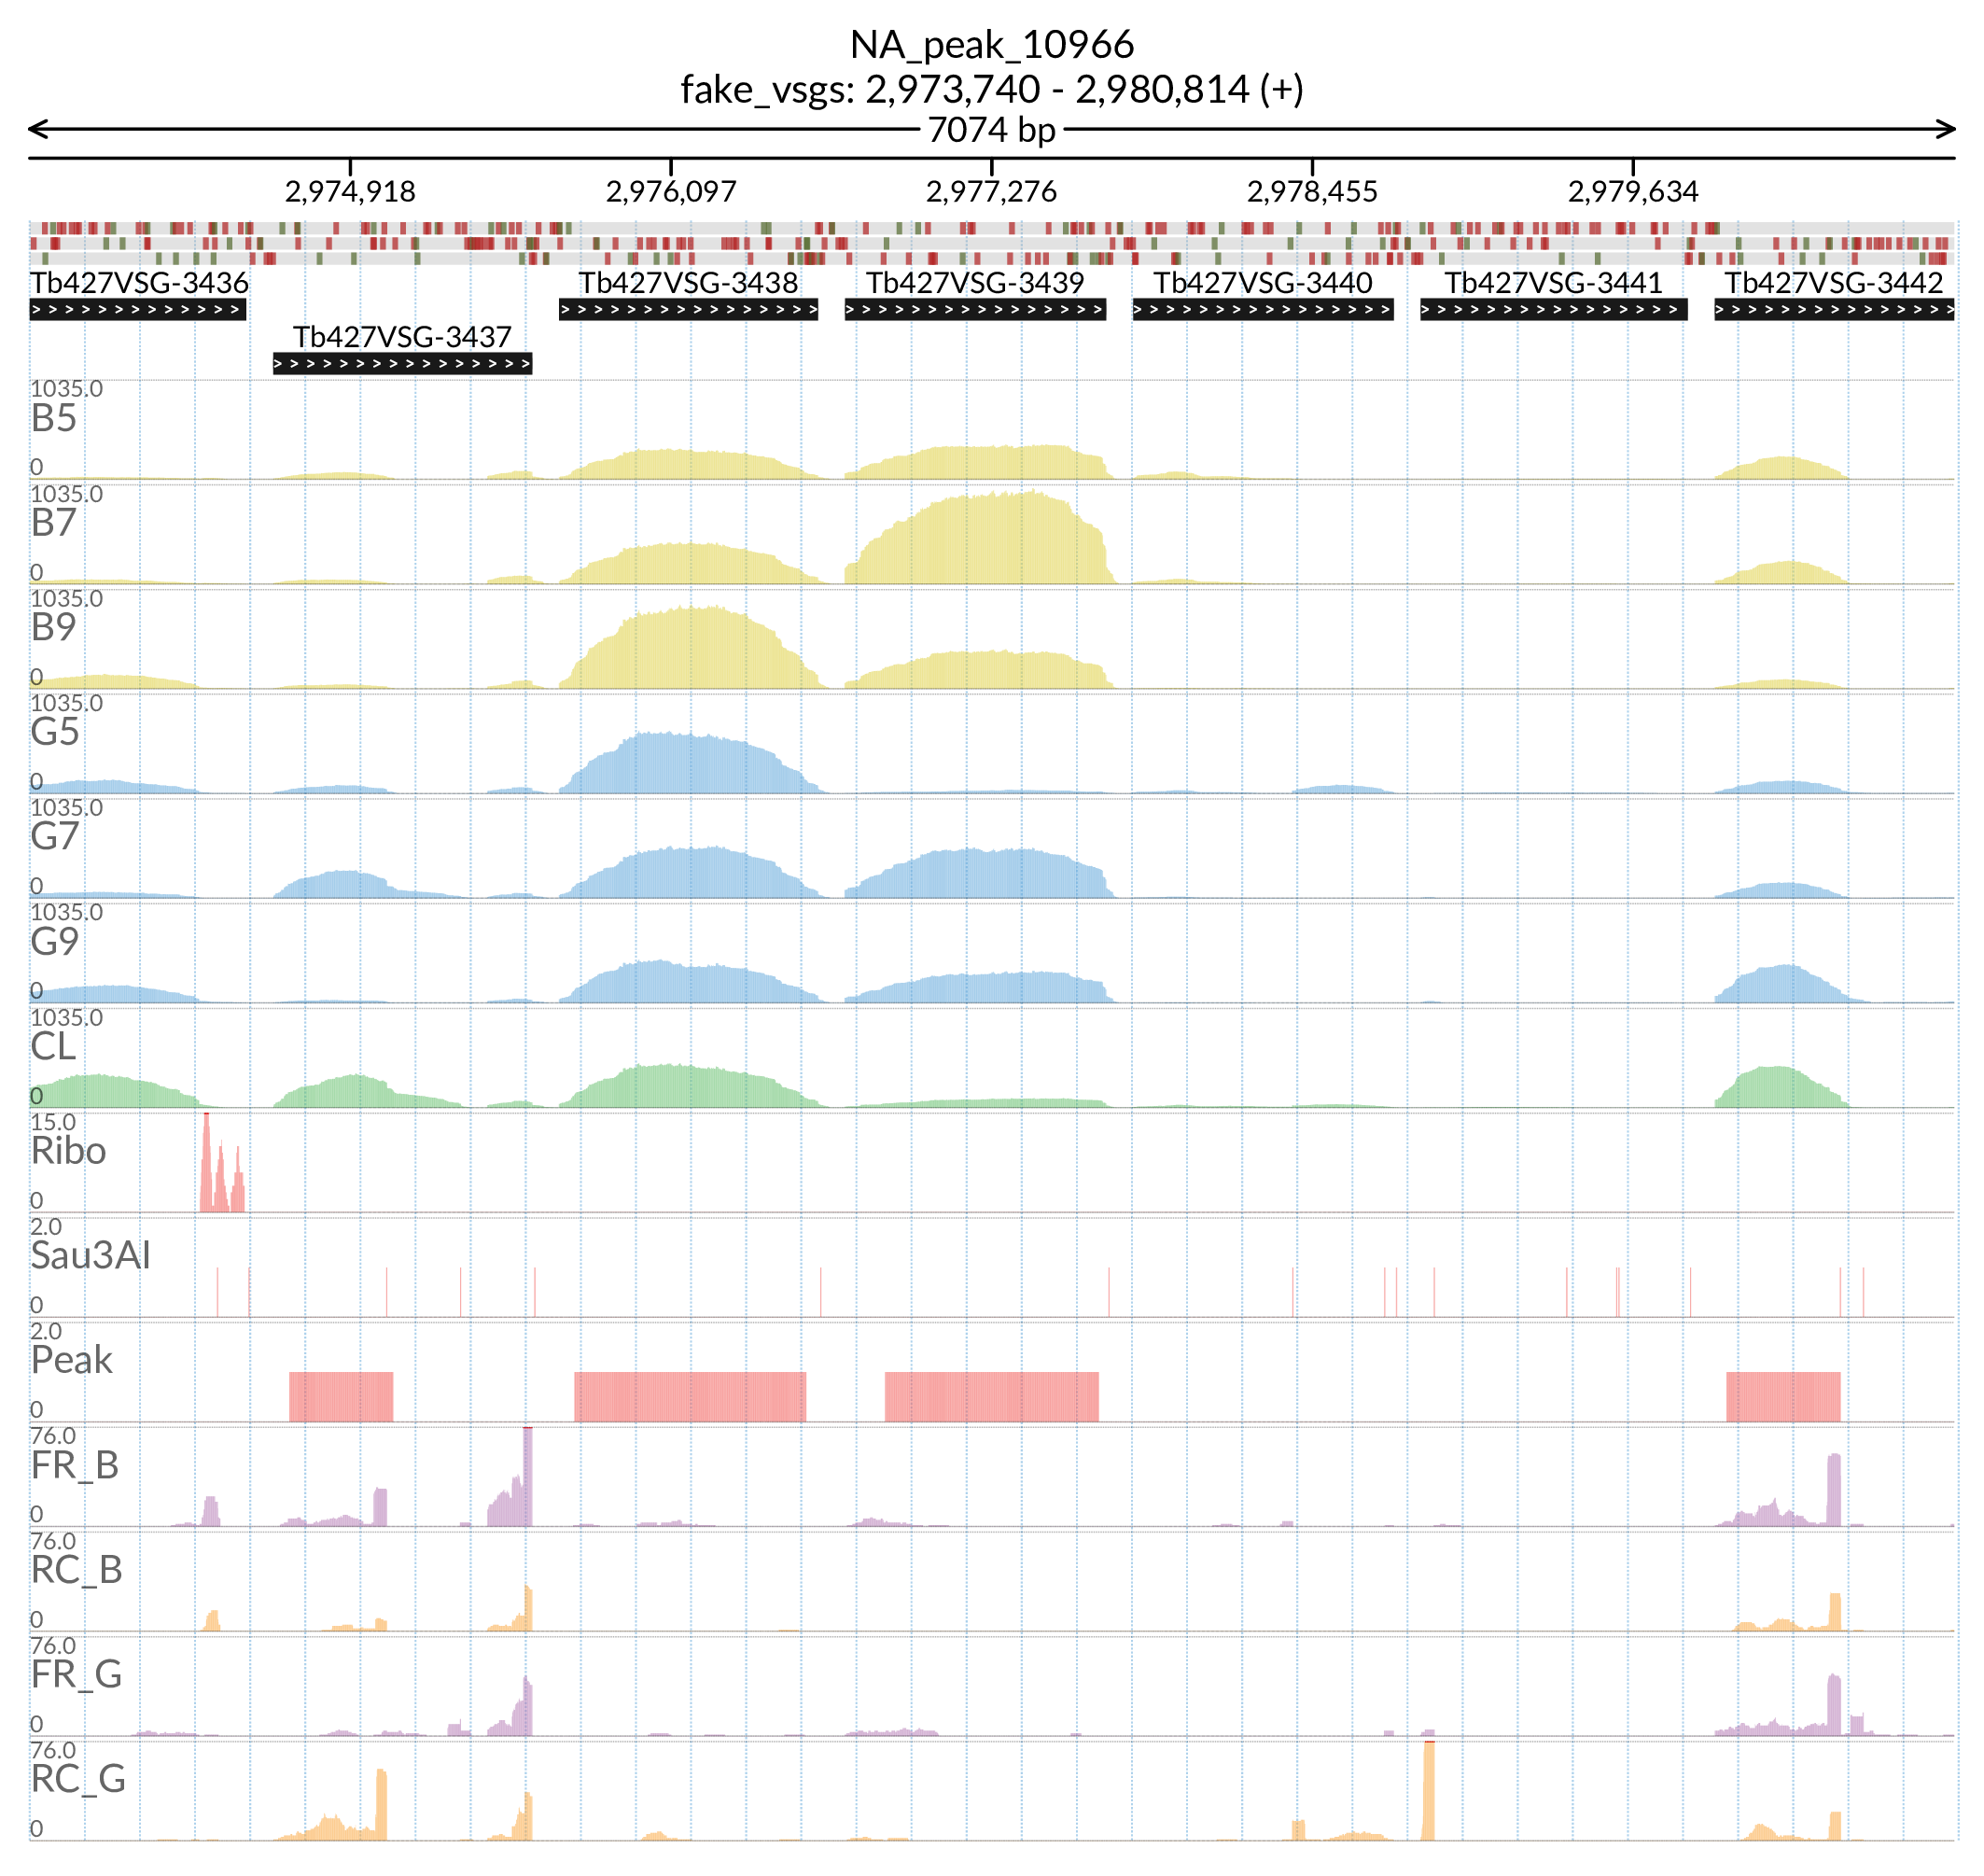 NA_peak_10966
fake_vsgs: 2,973,740 - 2,980,814 (+)
7074 bp
2,974,918 2,976,097 2,977,276 2,978,455 2,979,634
Tb427VSG-3436 Tb427VSG-3438 Tb427VSG-3439 Tb427VSG-3440 Tb427VSG-3441 Tb427VSG-3442
Tb427VSG-3437
1035.0
B5
0
1035.0
B7
0
1035.0
B9
0
1035.0
G5
0
1035.0
G7
0
1035.0
G9
0
1035.0
CL
0
15.0
Ribo
0
2.0
Sau3AI
0
2.0
Peak
0
76.0
FR_B
0
76.0
RC_B
0
76.0
FR_G
0
76.0
RC_G
0